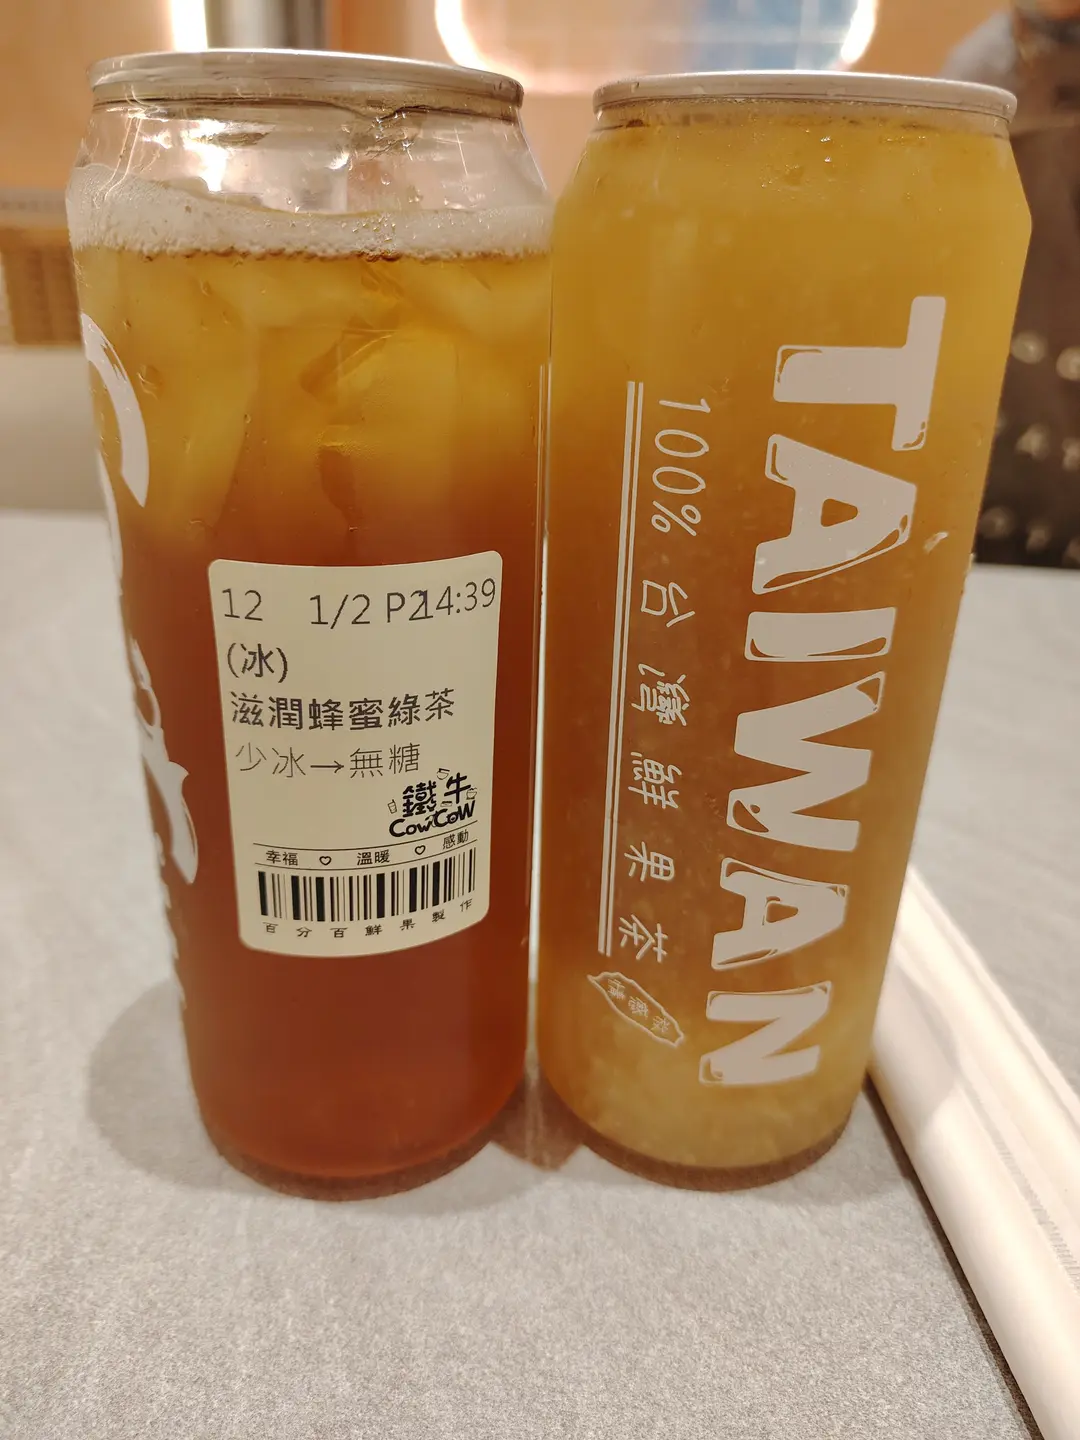 12 1/2 P2 14:39
(冰)
滋潤蜂蜜綠茶
少冰→無糖
鐵牛
CowCoW
幸福 ♡ 溫暖 ♡ 感動
百分百鮮果製作
TAIWAN
100% 台灣鮮果茶